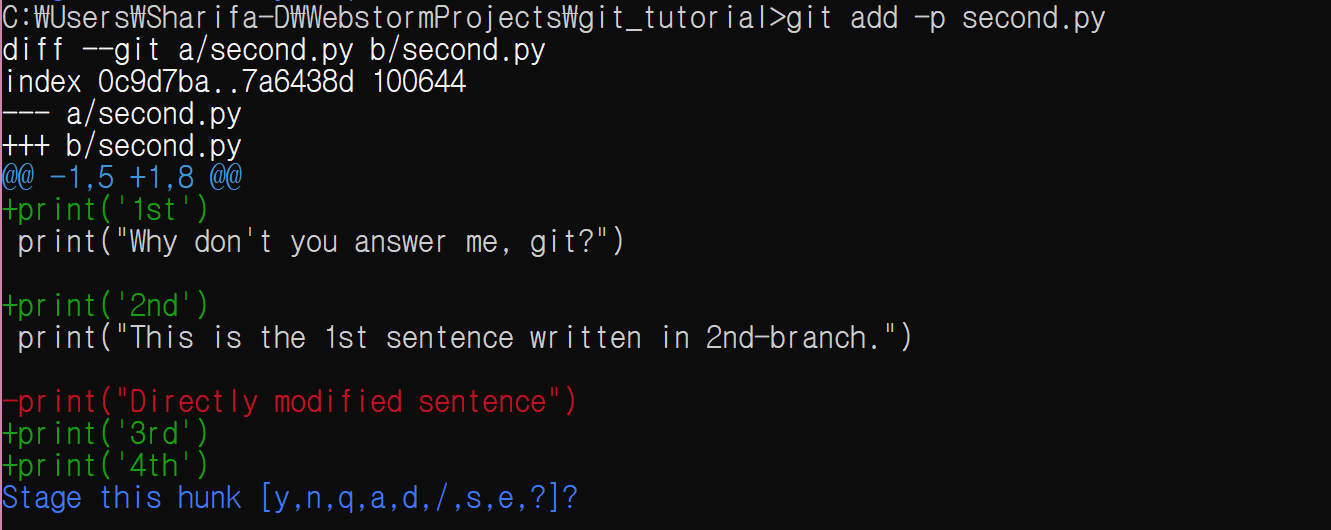 C:₩Users₩Sharifa-D₩WebstormProjects₩git_tutorial>git add -p second.py
diff --git a/second.py b/second.py
index 0c9d7ba..7a6438d 100644
--- a/second.py
+++ b/second.py
@@ -1,5 +1,8 @@
+print('1st')
 print("Why don't you answer me, git?")

+print('2nd')
 print("This is the 1st sentence written in 2nd-branch.")

-print("Directly modified sentence")
+print('3rd')
+print('4th')
Stage this hunk [y,n,q,a,d,/,s,e,?]?